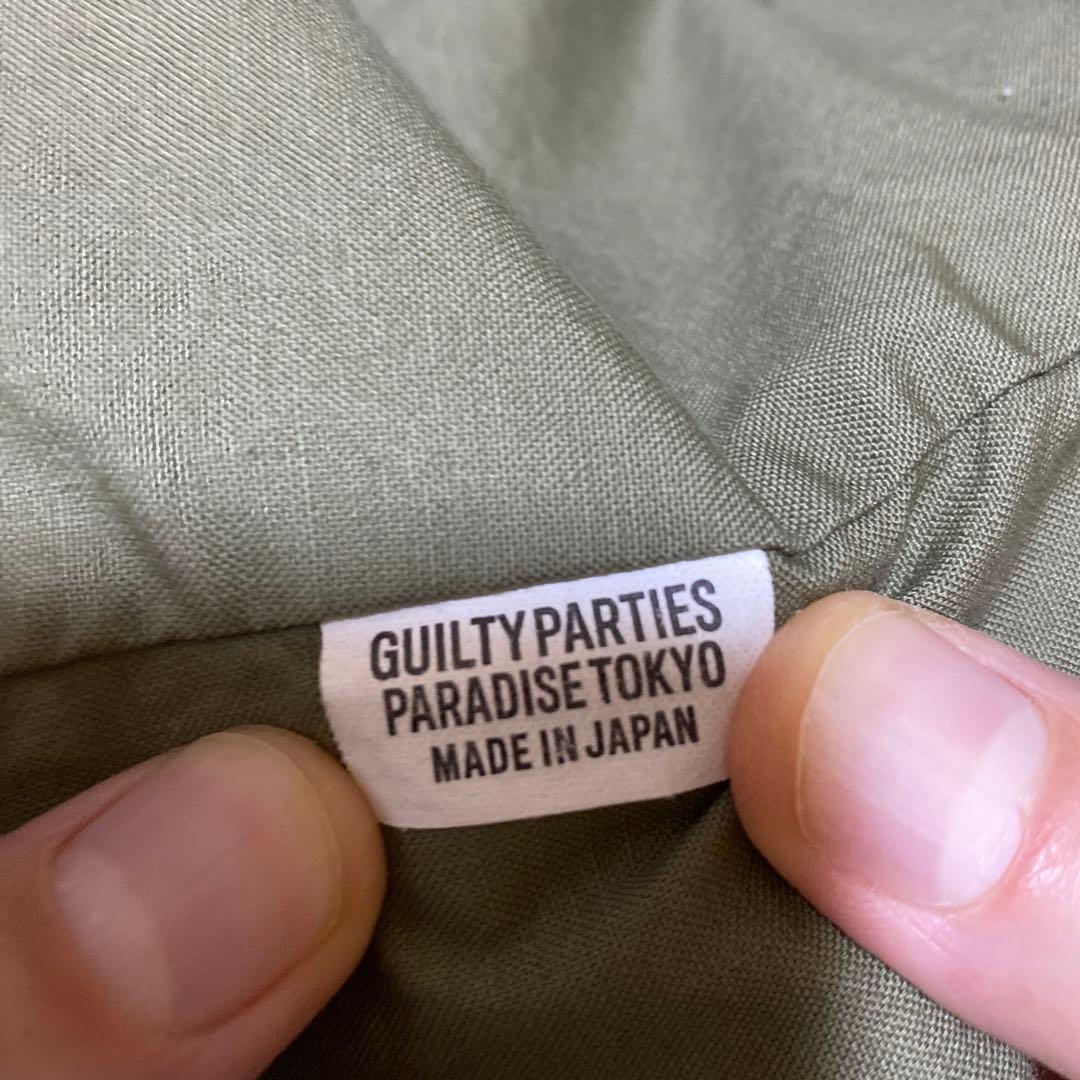 GUILTY PARTIES
PARADISE TOKYO
MADE IN JAPAN